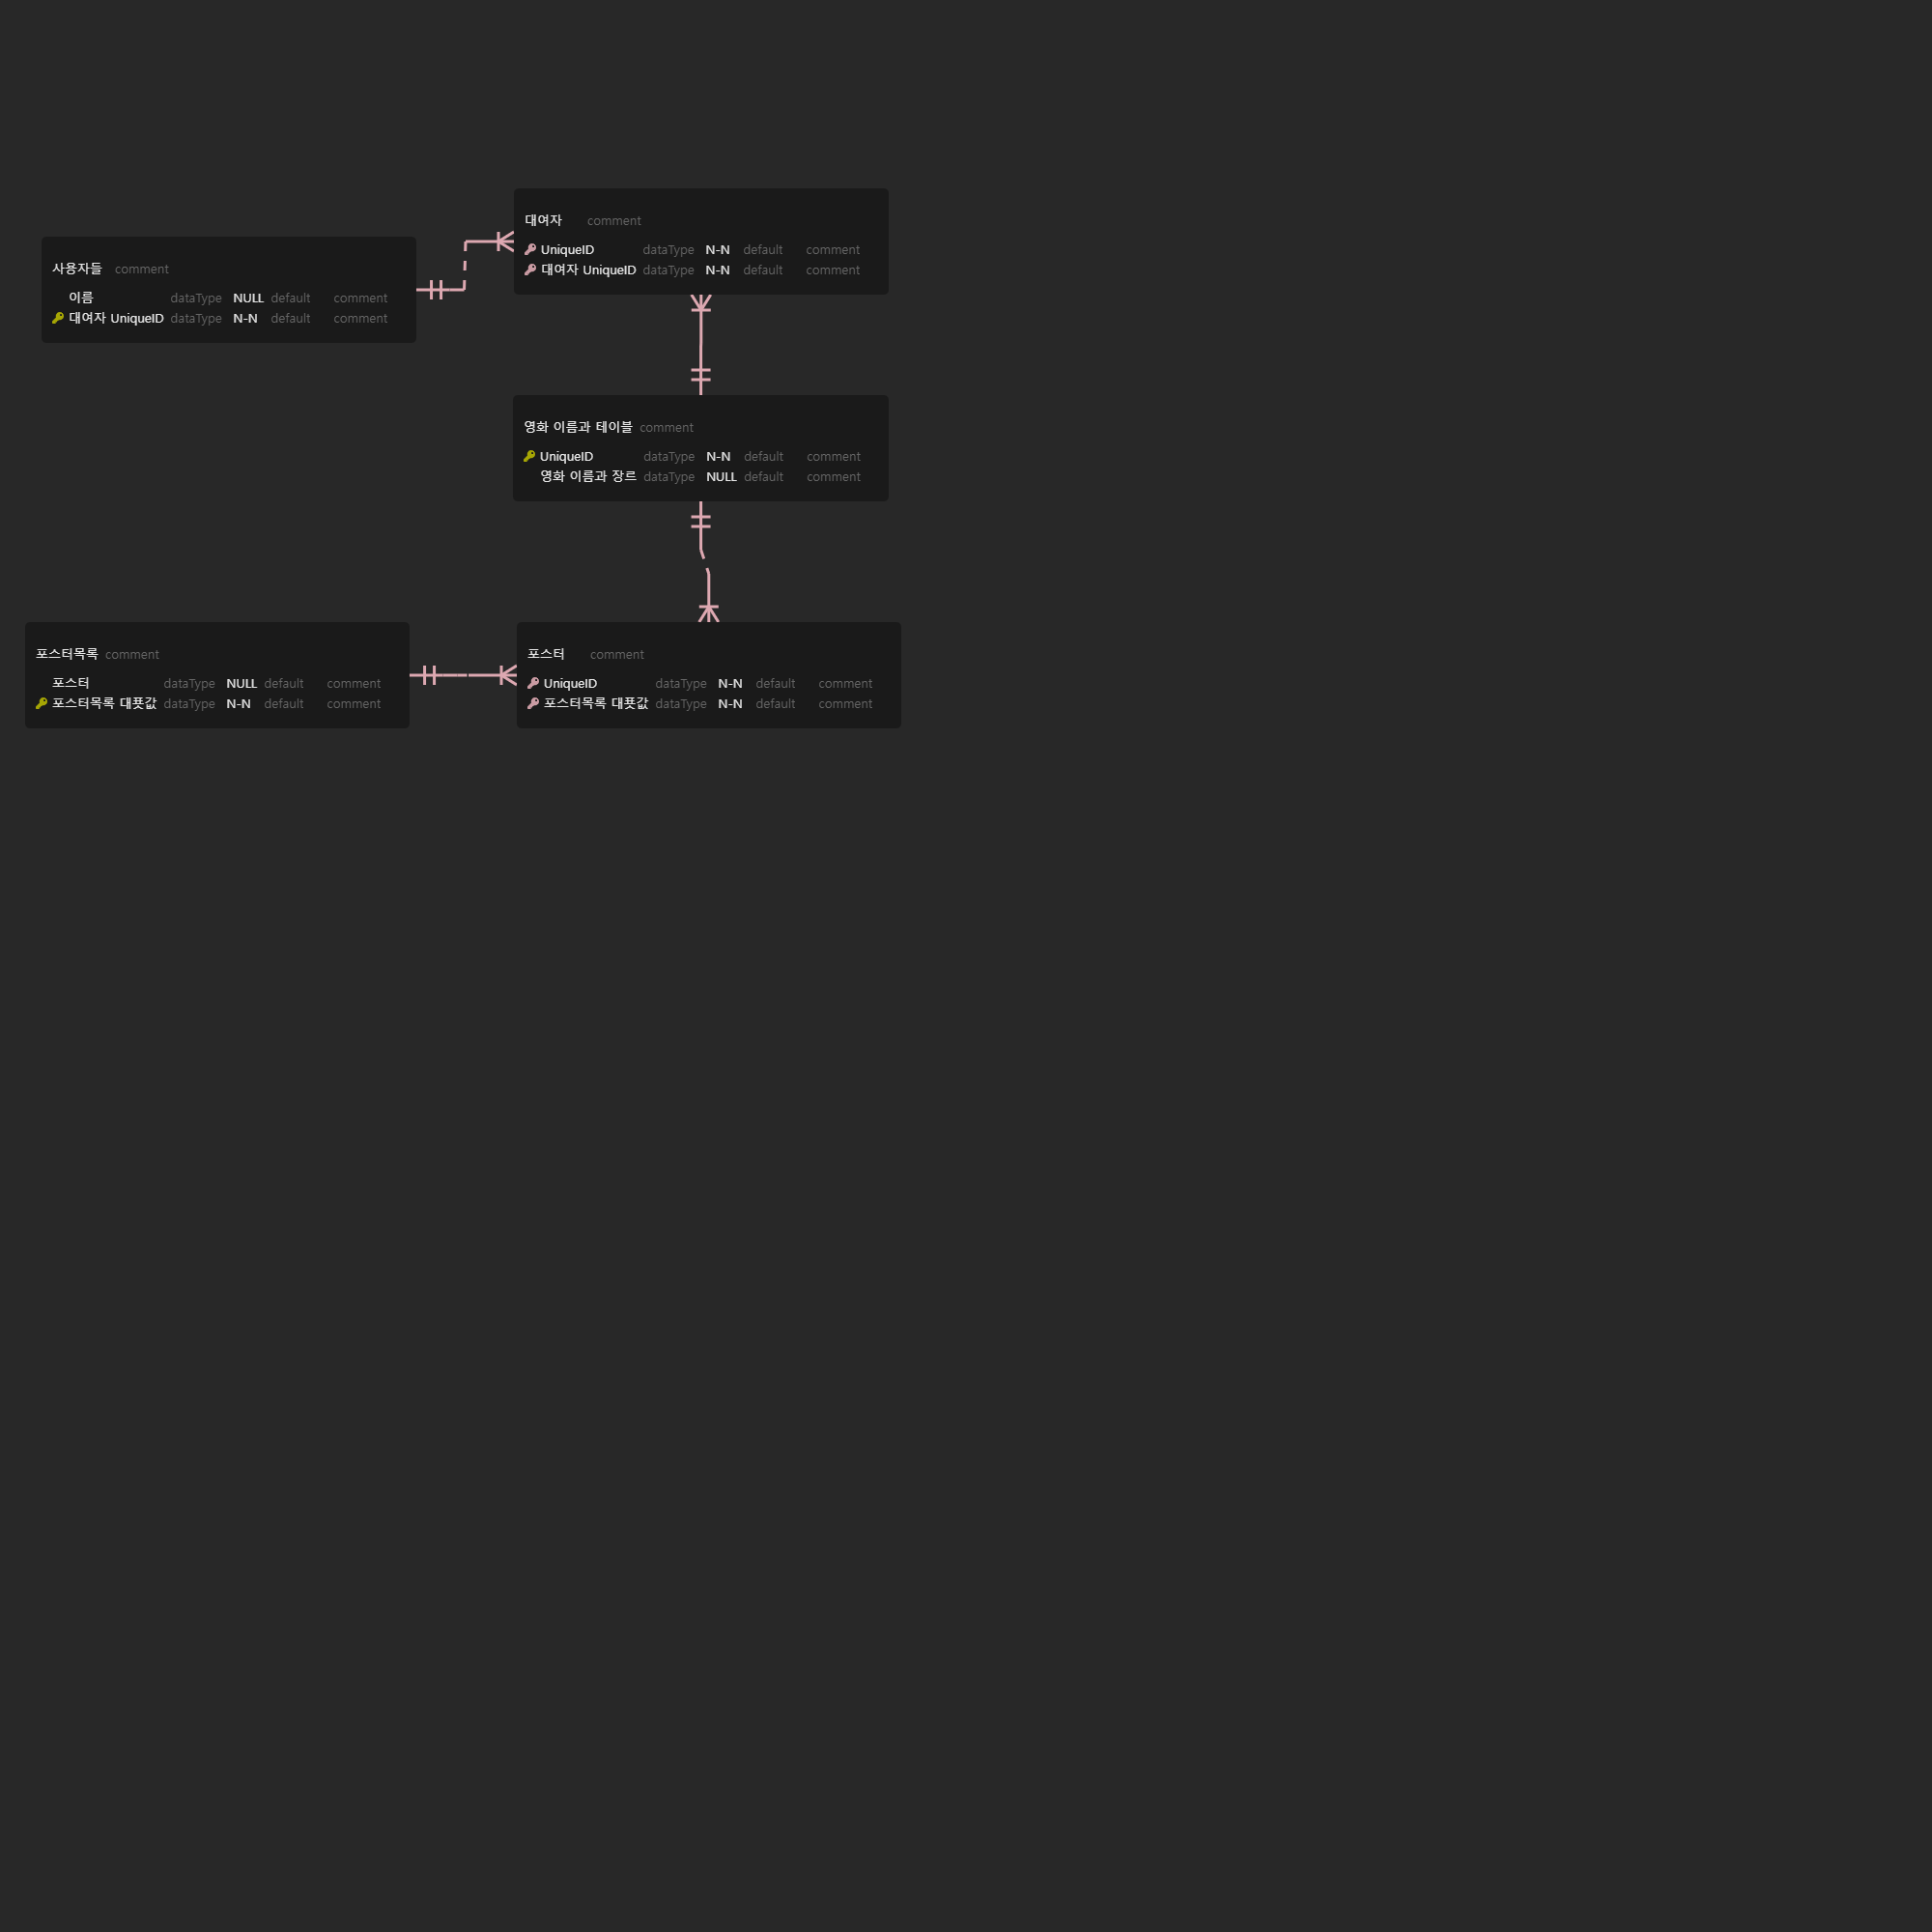 대여자 comment
UniqueID dataType N-N default comment
대여자 UniqueID dataType N-N default comment
사용자들 comment
이름 dataType NULL default comment
대여자 UniqueID dataType N-N default comment
영화 이름과 테이블 comment
UniqueID dataType N-N default comment
영화 이름과 장르 dataType NULL default comment
포스터목록 comment
포스터 dataType NULL default comment
포스터목록 대푯값 dataType N-N default comment
포스터 comment
UniqueID dataType N-N default comment
포스터목록 대푯값 dataType N-N default comment